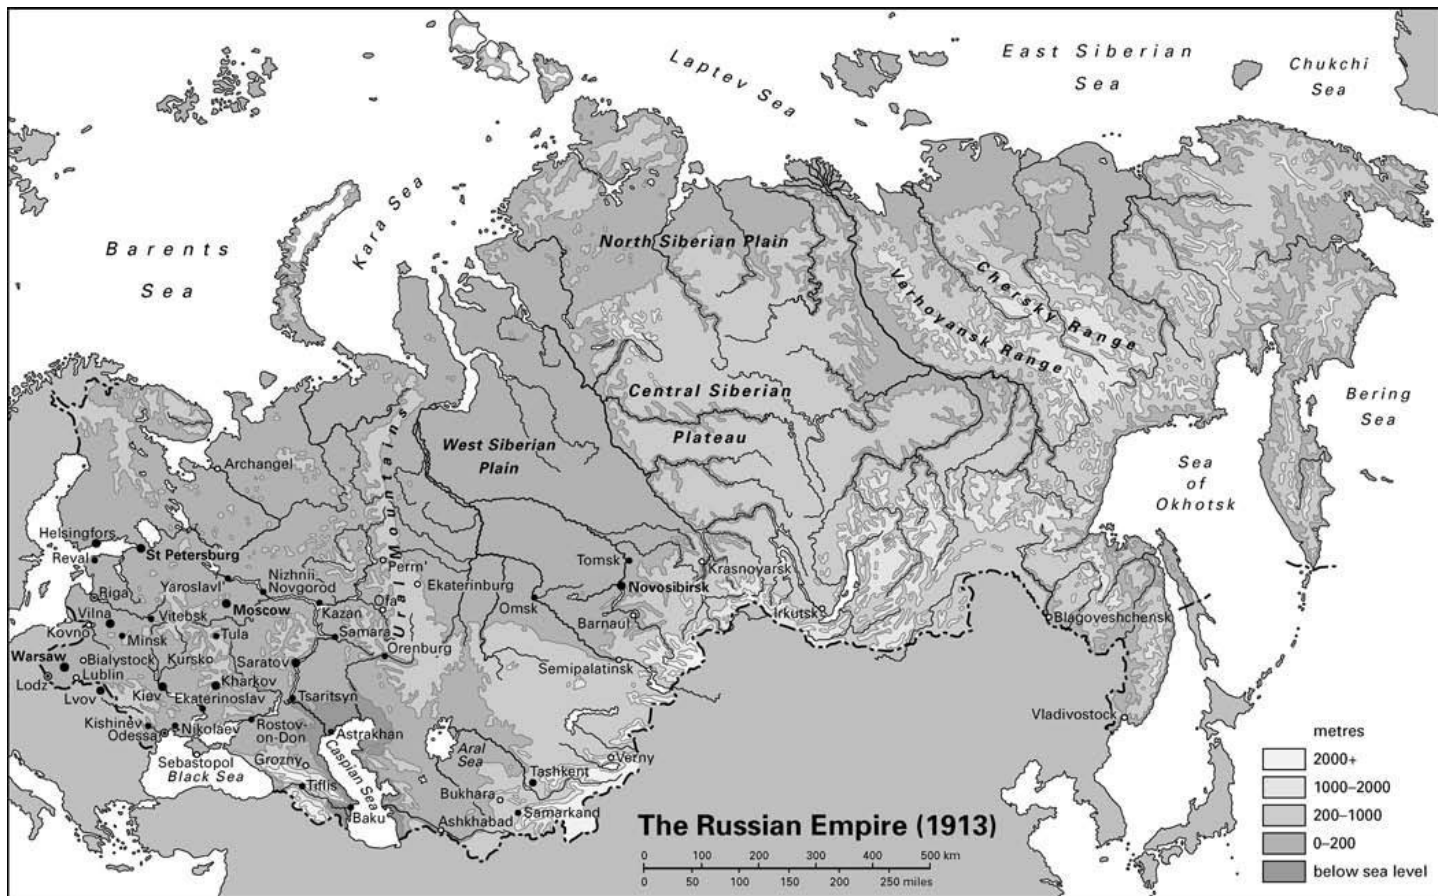 Laptev Sea
East Siberian
Sea
Chukchi
Sea
Kara Sea
Barents
Sea
North Siberian Plain
Verhoyansk Range
Chersky Range
Central Siberian
Plateau
West Siberian
Plain
Ural Mountains
Bering
Sea
Sea
of
Okhotsk
Archangel
Helsingfors
St Petersburg
Reval
Riga
Yaroslavl'
Nizhnii
Novgorod
Perm'
Ekaterinburg
Tomsk
Krasnoyarsk
Novosibirsk
Vilna
Vitebsk
Moscow
Kazan
Ofa
Omsk
Barnaul
Irkutsk
Blagoveshchensk
Kovno
Minsk
Tula
Samara
Orenburg
Warsaw
Bialystock
Kursko
Saratov
Semipalatinsk
Lodz
Lublin
Lvov
Kiev
Kharkov
Ekaterinoslav
Tsaritsyn
Kishinev
Odessa
Nikolaev
Rostov-
on-Don
Astrakhan
Vladivostock
Sebastopol
Black Sea
Grozny
Caspian Sea
Aral
Sea
Verny
Tashkent
Tiflis
Bukhara
Baku
Ashkhabad
Samarkand
The Russian Empire (1913)
0 100 200 300 400 500 km
0 50 100 150 200 250 miles
metres
2000+
1000–2000
200–1000
0–200
below sea level